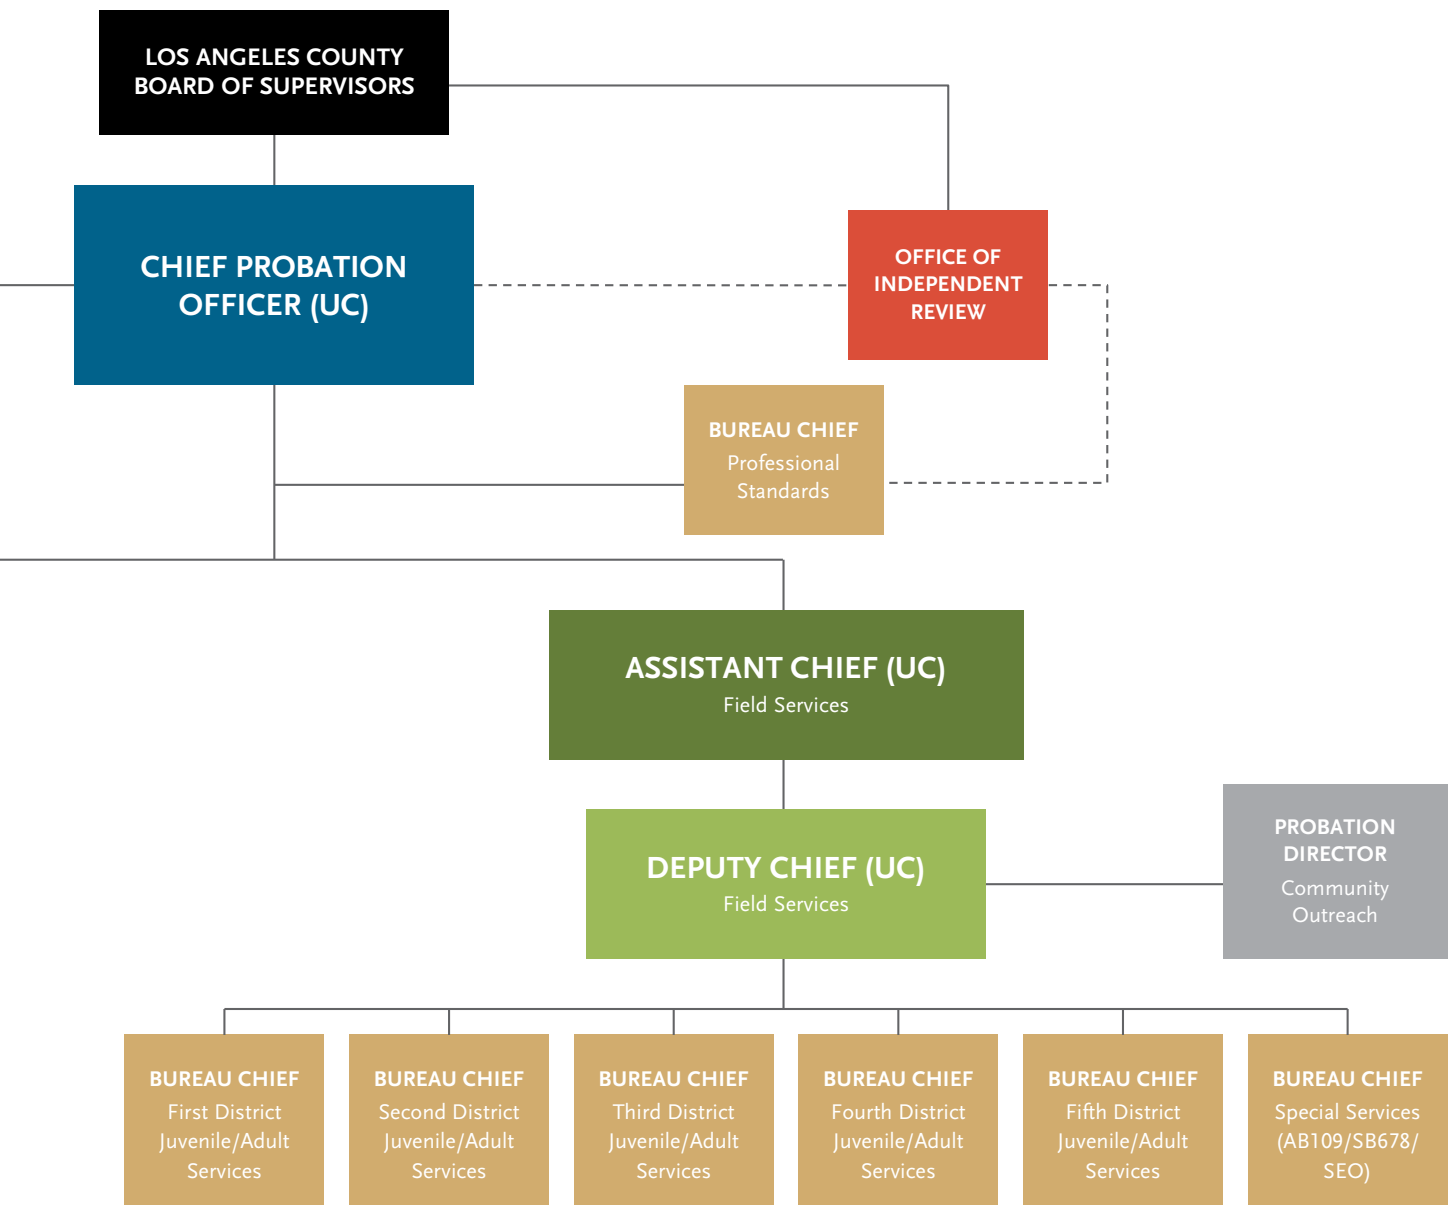 LOS ANGELES COUNTY
BOARD OF SUPERVISORS
CHIEF PROBATION
OFFICER (UC)
OFFICE OF
INDEPENDENT
REVIEW
BUREAU CHIEF
Professional
Standards
ASSISTANT CHIEF (UC)
Field Services
DEPUTY CHIEF (UC)
Field Services
PROBATION
DIRECTOR
Community
Outreach
BUREAU CHIEF
First District
Juvenile/Adult
Services
BUREAU CHIEF
Second District
Juvenile/Adult
Services
BUREAU CHIEF
Third District
Juvenile/Adult
Services
BUREAU CHIEF
Fourth District
Juvenile/Adult
Services
BUREAU CHIEF
Fifth District
Juvenile/Adult
Services
BUREAU CHIEF
Special Services
(AB109/SB678/
SEO)